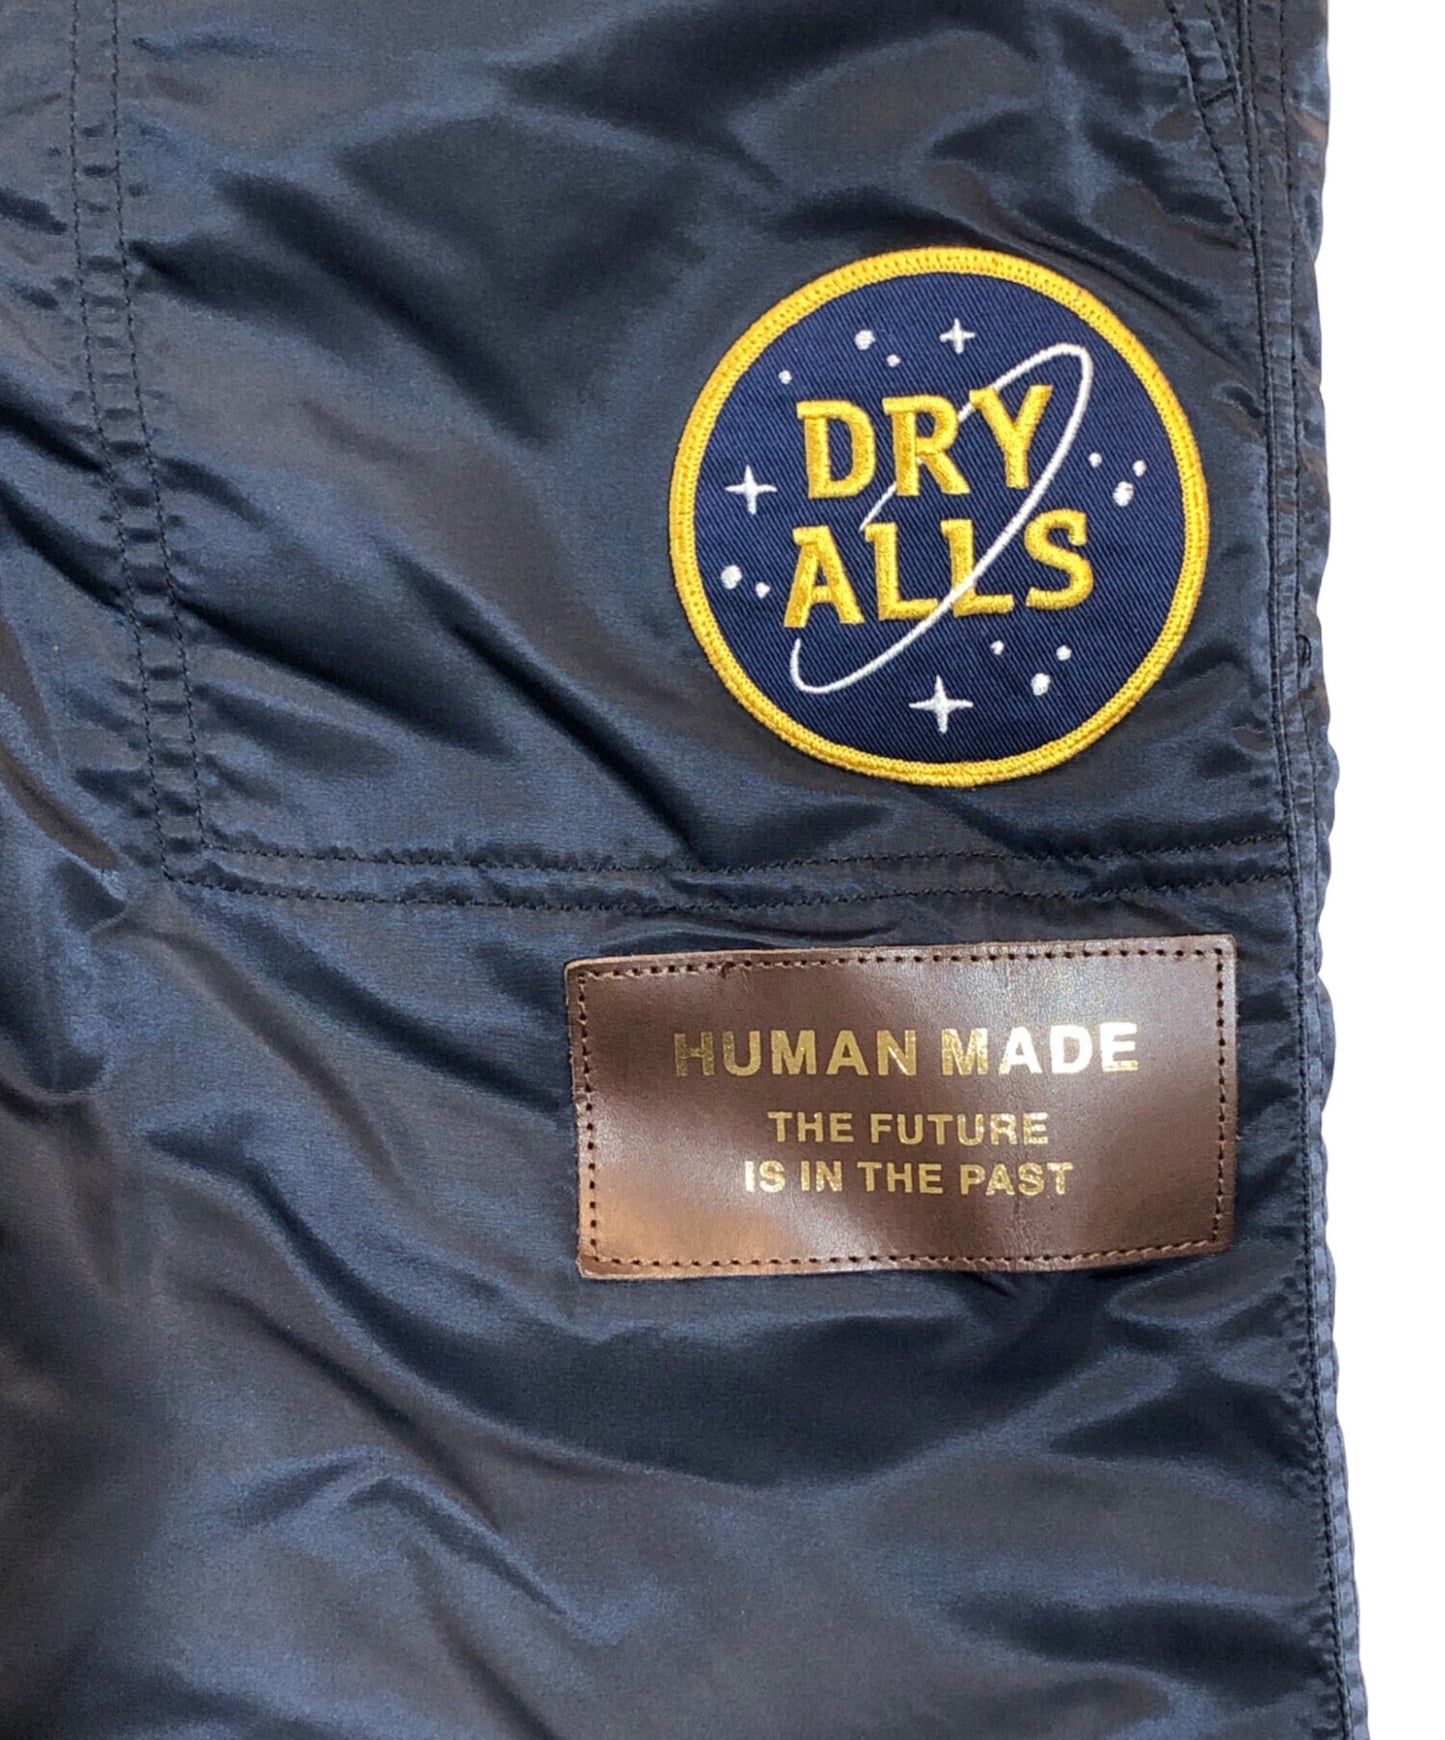 DRY
ALLS
HUMAN MADE
THE FUTURE
IS IN THE PAST